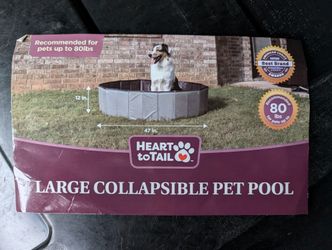 Recommended for
pets up to 80lbs
Best Brand
12 in.
47 in.
80
lbs
HEART
to TAIL
LARGE COLLAPSIBLE PET POOL